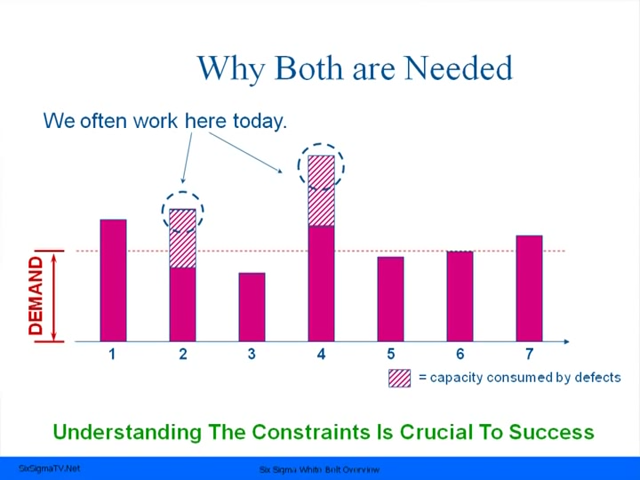 Why Both are Needed
We often work here today.
DEMAND
1 2 3 4 5 6 7
= capacity consumed by defects
Understanding The Constraints Is Crucial To Success
SixSigmaTV.Net
Six Sigma White Belt Overview